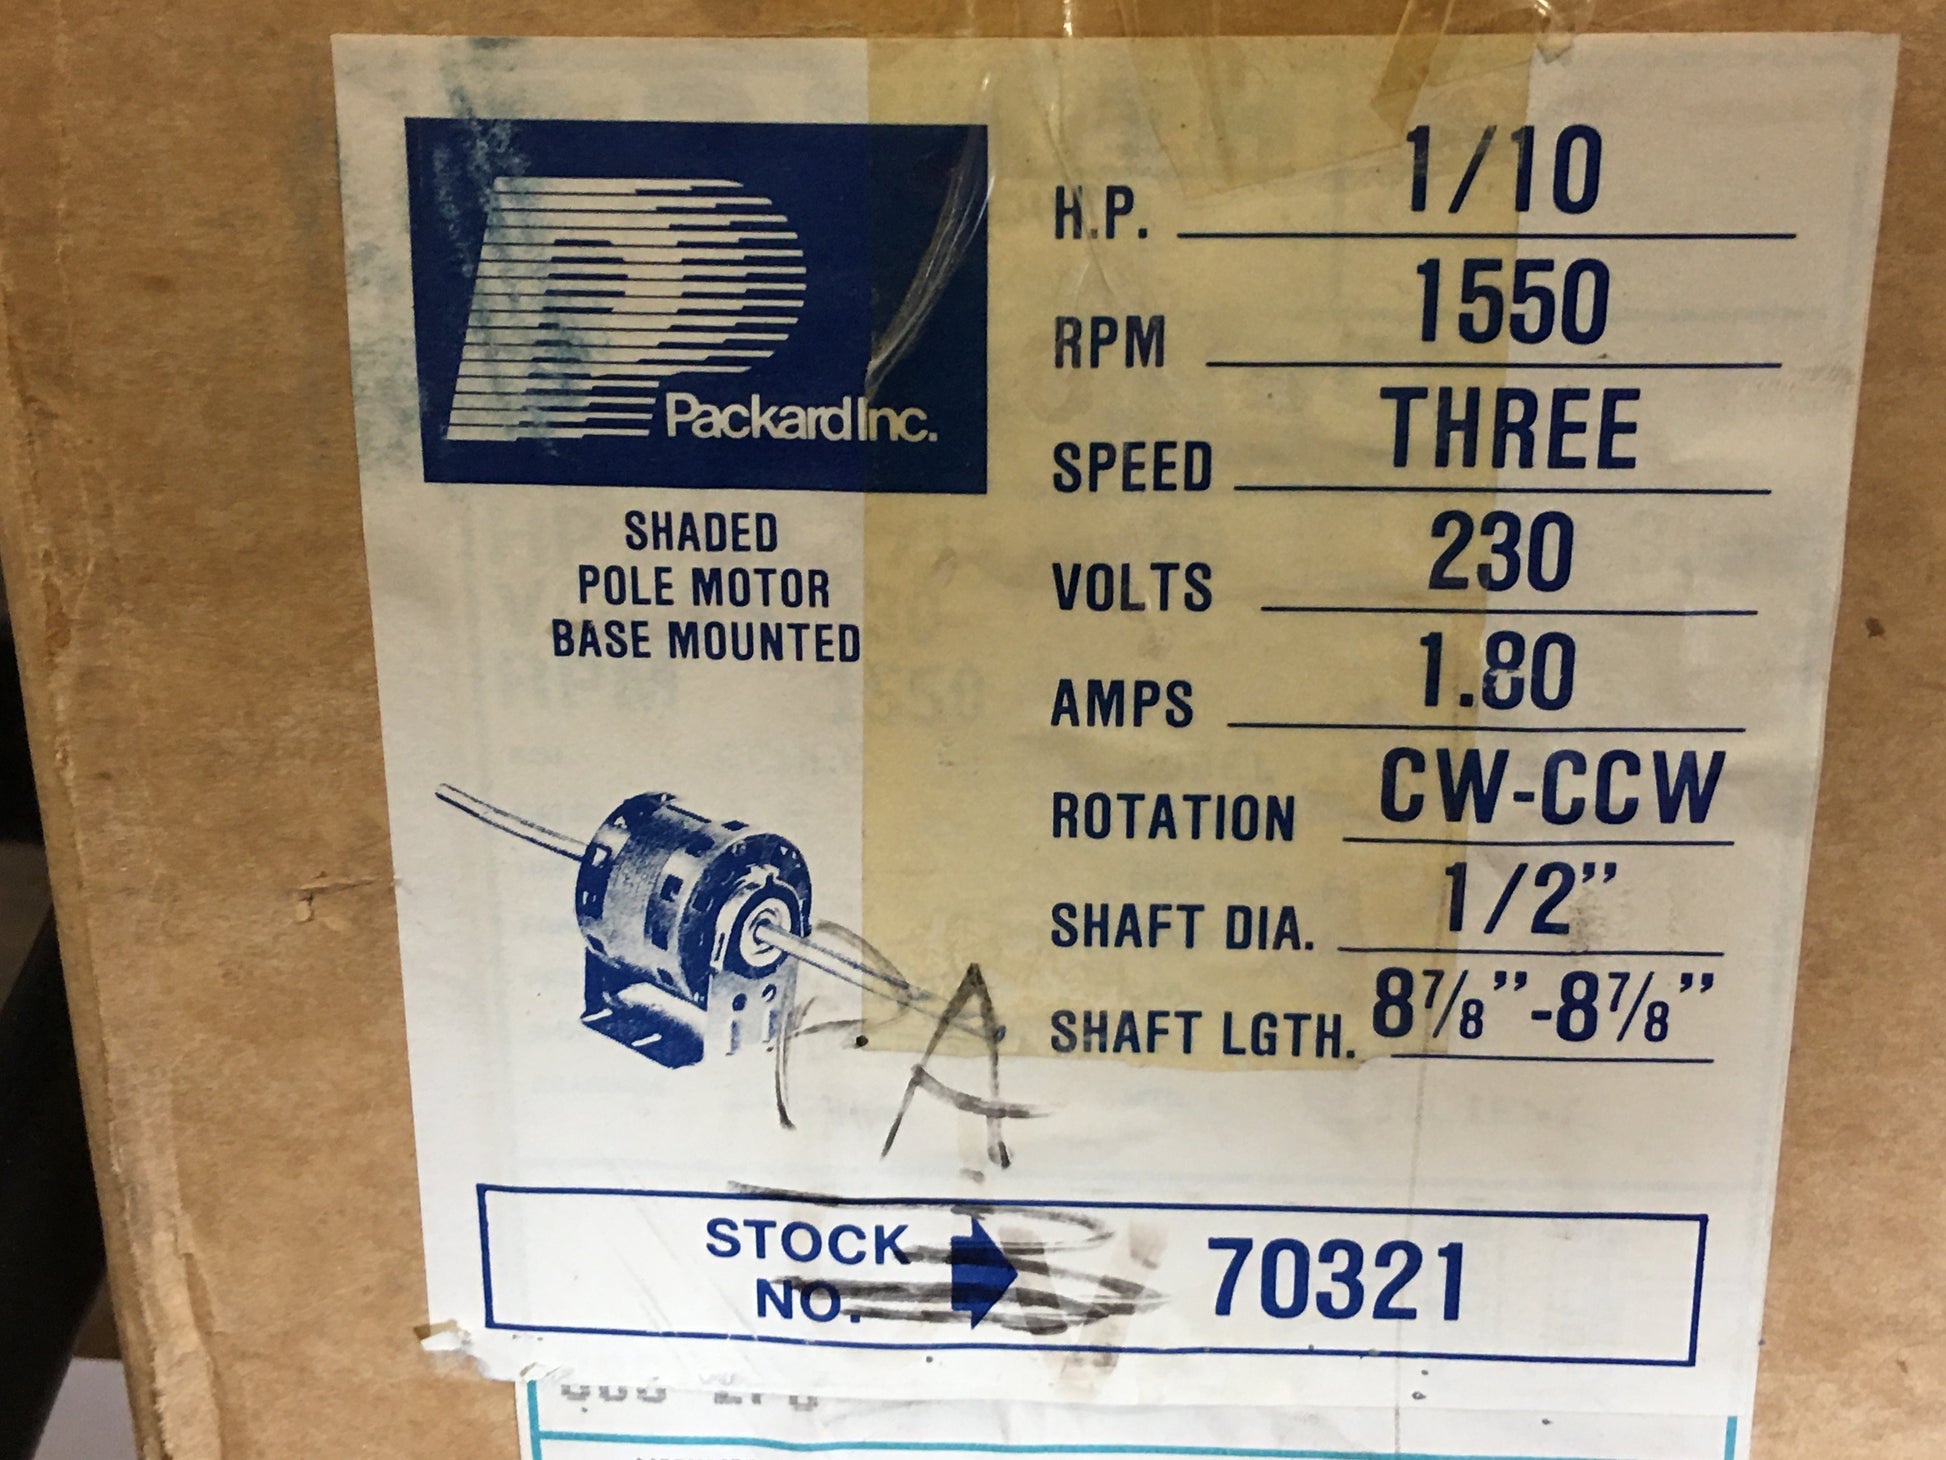 Packard Inc.
SHADED
POLE MOTOR
BASE MOUNTED
H.P. 1/10
RPM 1550
SPEED THREE
VOLTS 230
AMPS 1.80
ROTATION CW-CCW
SHAFT DIA. 1/2”
SHAFT LGTH. 8⅞”-8⅞”
STOCK NO. 70321